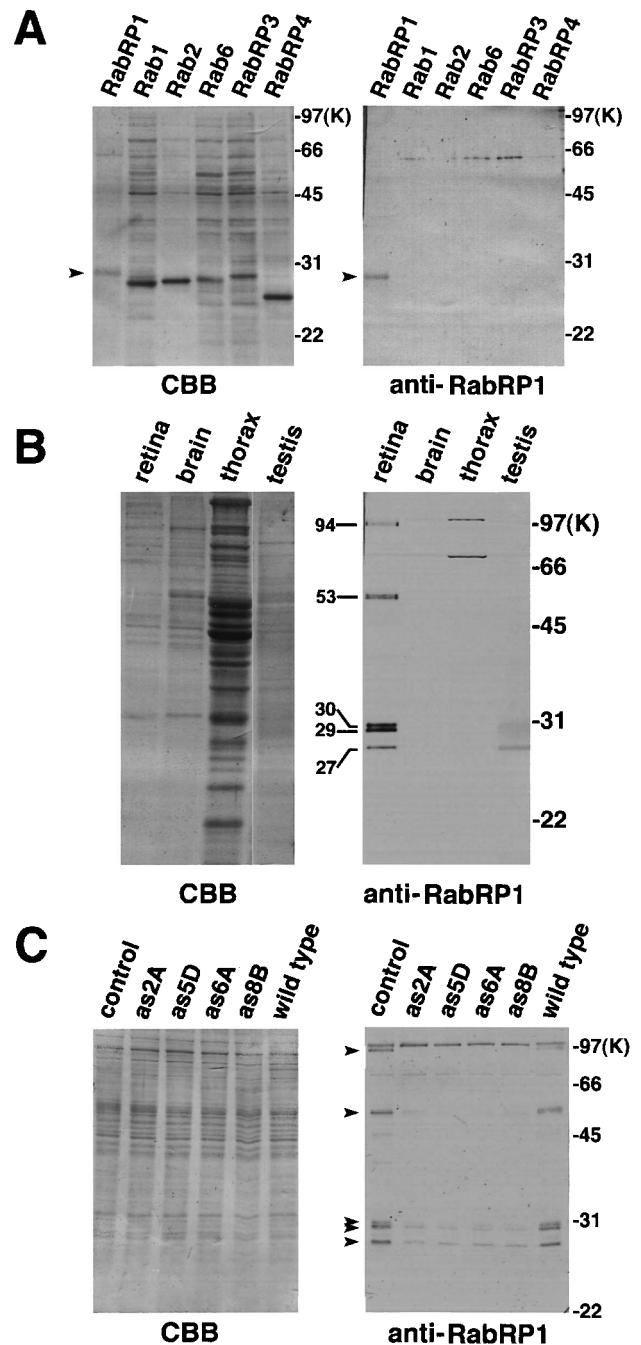 A
RabRP1 Rab1 Rab2 Rab6 RabRP3 RabRP4
RabRP1 Rab1 Rab2 Rab6 RabRP3 RabRP4
-97(K)
-66
-45
-31
-22
-97(K)
-66
-45
-31
-22
CBB
anti-RabRP1
B
retina brain thorax testis
retina brain thorax testis
94
53
30
29
27
-97(K)
-66
-45
-31
-22
CBB
anti-RabRP1
C
control as2A as5D as6A as8B wild type
control as2A as5D as6A as8B wild type
-97(K)
-66
-45
-31
-22
CBB
anti-RabRP1